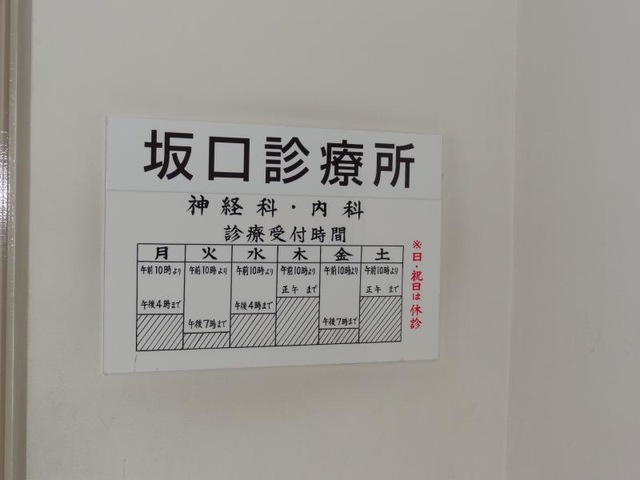 坂口診療所
神経科・内科
診療受付時間
月 火 水 木 金 土
午前10時より 午前10時より 午前10時より 午前10時より 午前10時より 午前10時より
正午 まで 正午 まで
午後4時まで 午後4時まで
午後7時まで 午後7時まで
※日・祝日は休診